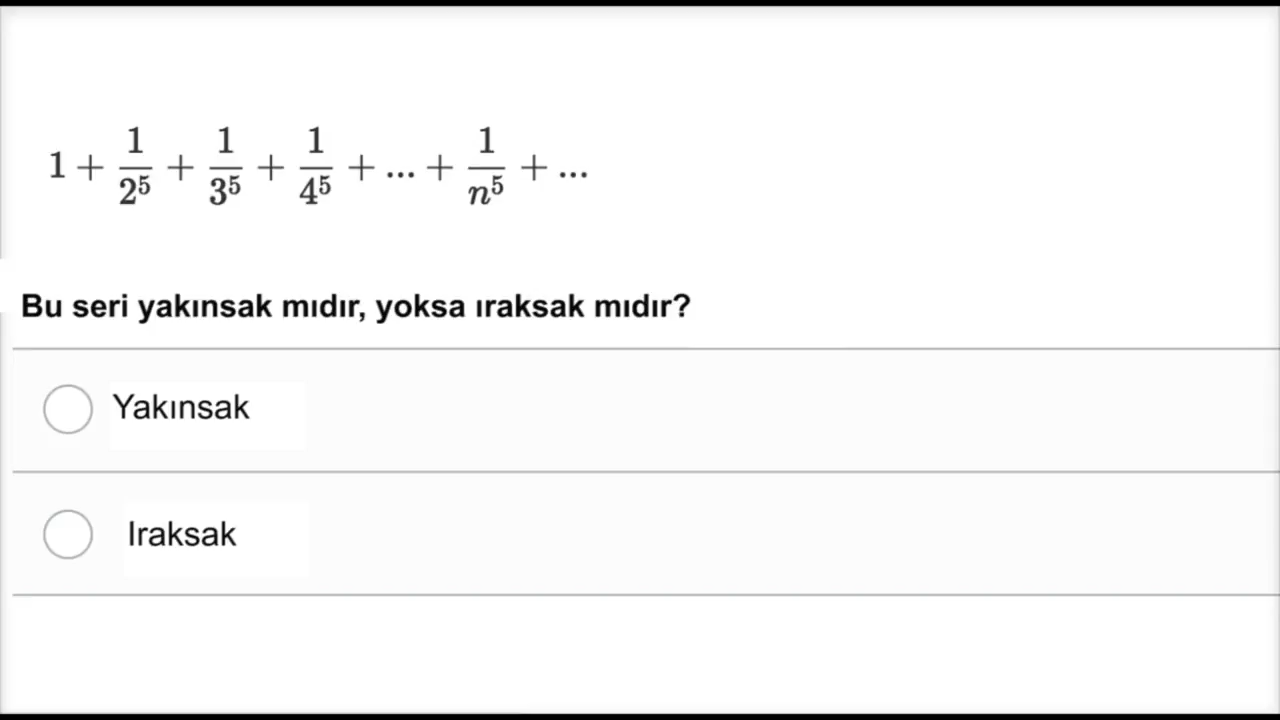 1 + 1/2⁵ + 1/3⁵ + 1/4⁵ + ... + 1/n⁵ + ...
Bu seri yakınsak mıdır, yoksa ıraksak mıdır?
Yakınsak
Iraksak